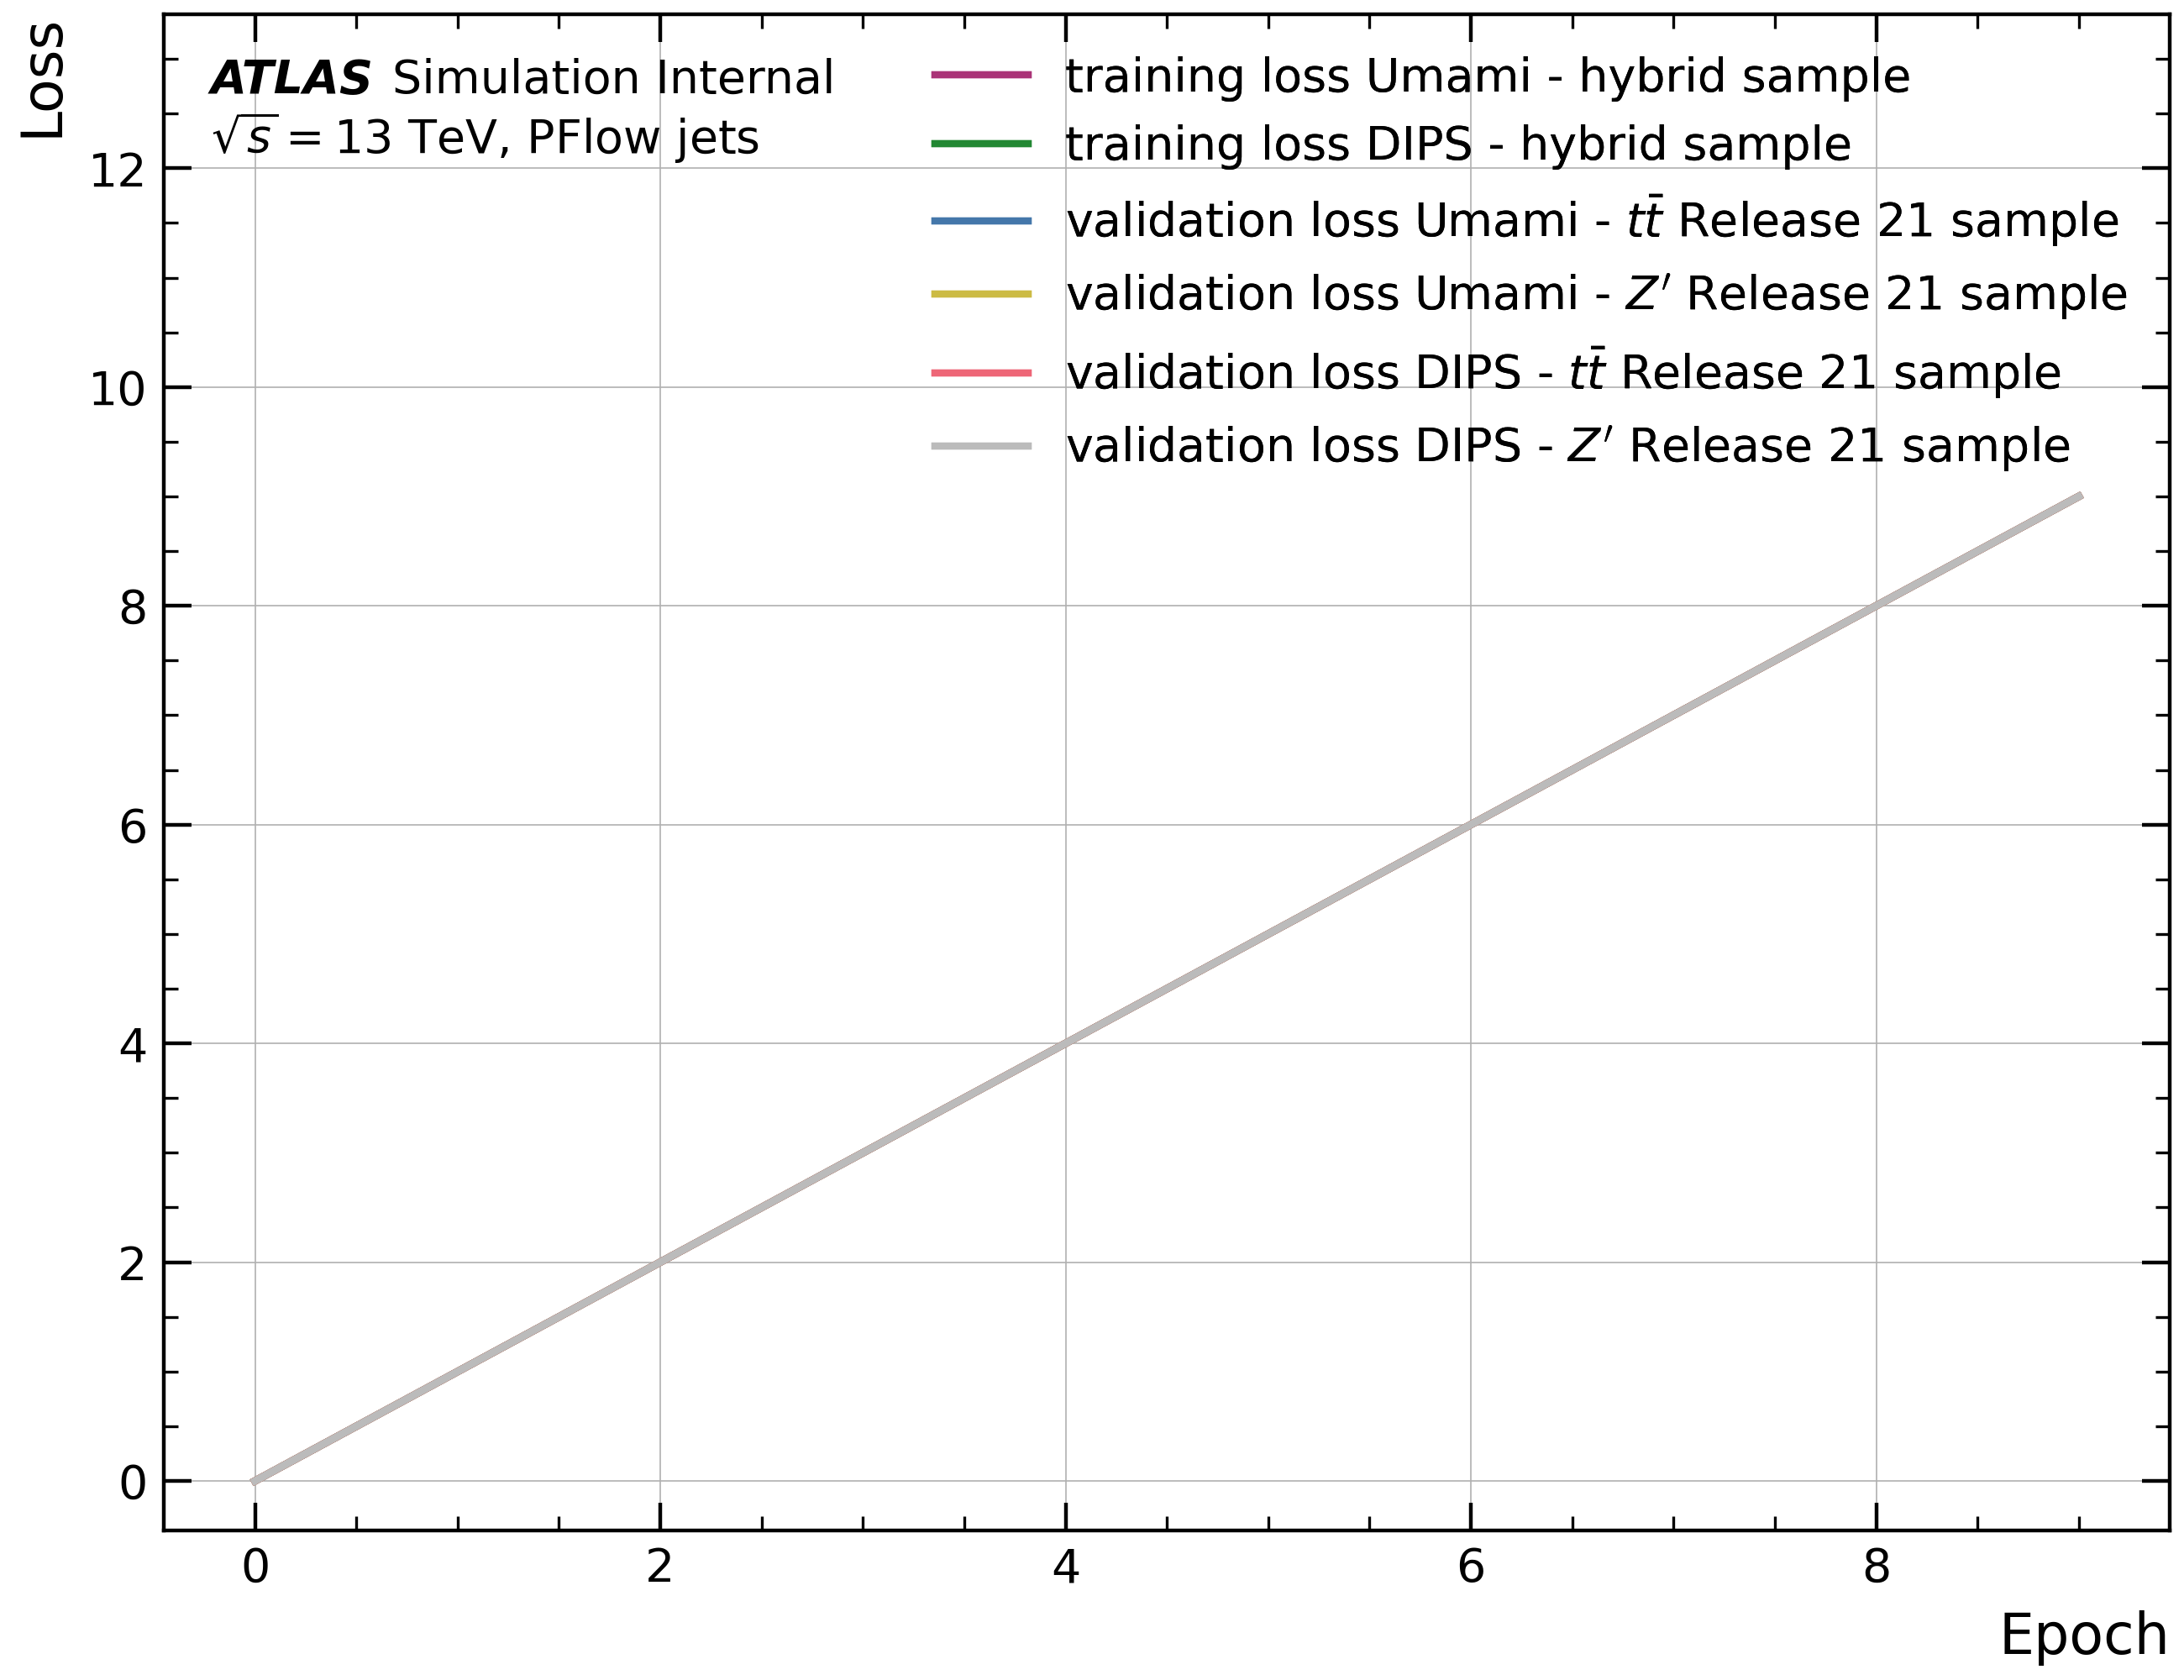 Loss
ATLAS Simulation Internal
√s = 13 TeV, PFlow jets
training loss Umami - hybrid sample
training loss DIPS - hybrid sample
validation loss Umami - tt̄ Release 21 sample
validation loss Umami - Z′ Release 21 sample
validation loss DIPS - tt̄ Release 21 sample
validation loss DIPS - Z′ Release 21 sample
12
10
8
6
4
2
0
0 2 4 6 8
Epoch